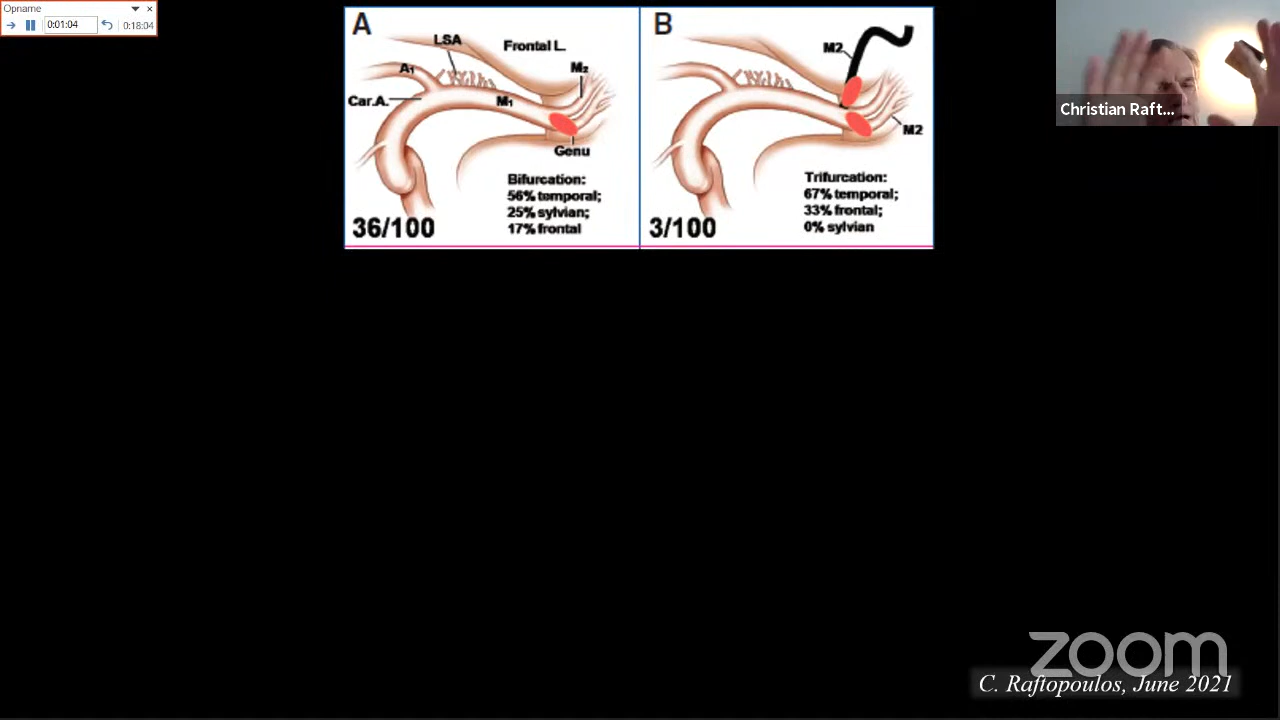 Opname
0:01:04
0:18:04
A
LSA
Frontal L.
A1
M2
Car.A.
M1
Genu
Bifurcation:
56% temporal;
25% sylvian;
17% frontal
36/100
B
M2
M2
Trifurcation:
67% temporal;
33% frontal;
0% sylvian
3/100
Christian Raft...
zoom
C. Raftopoulos, June 2021